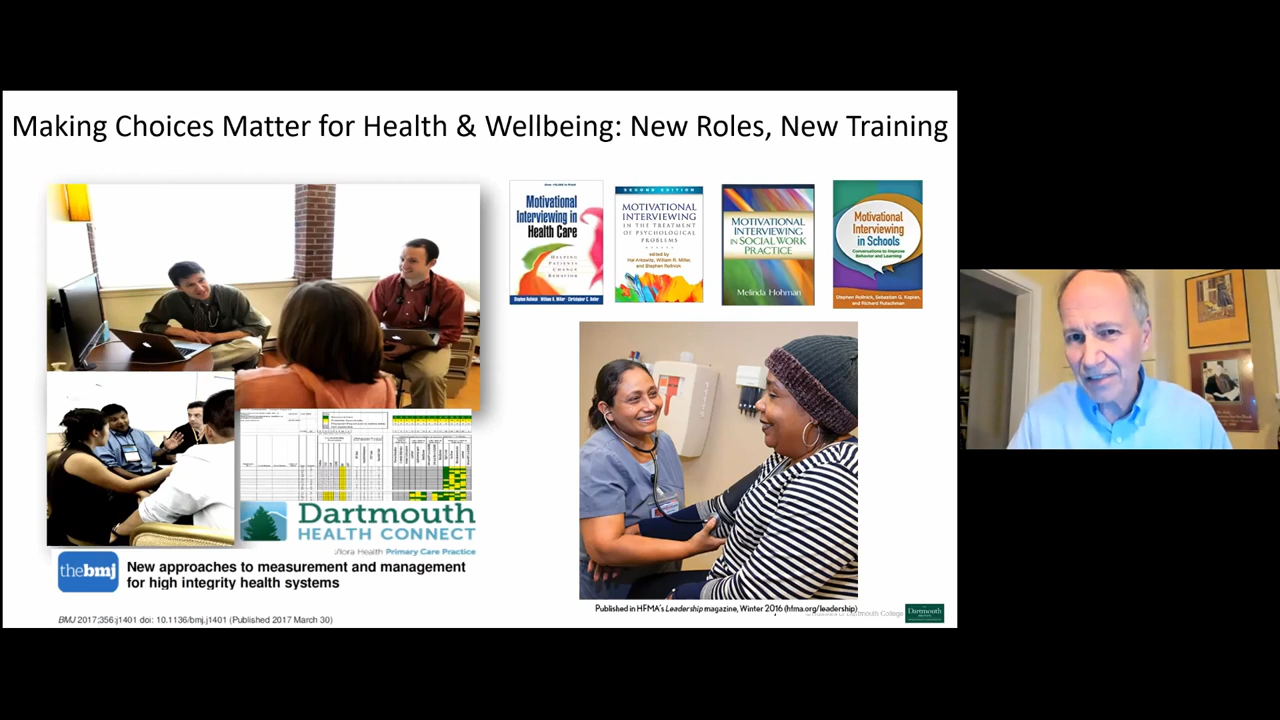 Making Choices Matter for Health & Wellbeing: New Roles, New Training
Motivational
Interviewing in
Health Care
HELPING
PATIENTS
CHANGE
BEHAVIOR
Stephen Rollnick William R. Miller Christopher C. Butler
SECOND EDITION
MOTIVATIONAL
INTERVIEWING
IN THE TREATMENT
OF PSYCHOLOGICAL
PROBLEMS
edited by
Hal Arkowitz, William R. Miller,
and Stephen Rollnick
MOTIVATIONAL
INTERVIEWING
IN SOCIAL WORK
PRACTICE
Melinda Hohman
Motivational
Interviewing
in Schools
Conversations to Improve
Behavior and Learning
Stephen Rollnick, Sebastian G. Kaplan,
and Richard Rutschman
Dartmouth
HEALTH CONNECT
Health Primary Care Practice
thebmj
New approaches to measurement and management
for high integrity health systems
BMJ 2017;356:j1401 doi: 10.1136/bmj.j1401 (Published 2017 March 30)
Published in HFMA's Leadership magazine, Winter 2016 (hfma.org/leadership)
of Dartmouth College
Dartmouth